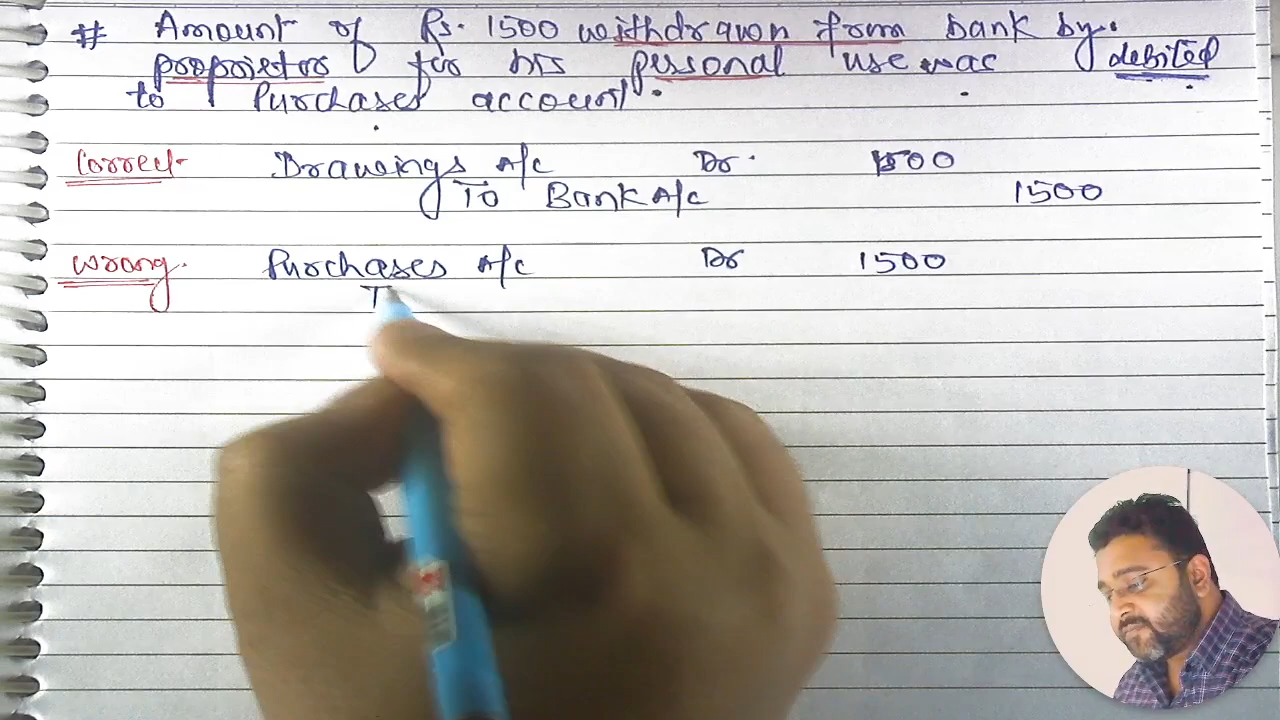 # Amount of Rs. 1500 withdrawn from bank by
proprietor for his personal use was debited
to Purchases account.
Correct- Drawings A/c Dr. 1500
To Bank A/c 1500
Wrong. Purchases A/c Dr 1500
T